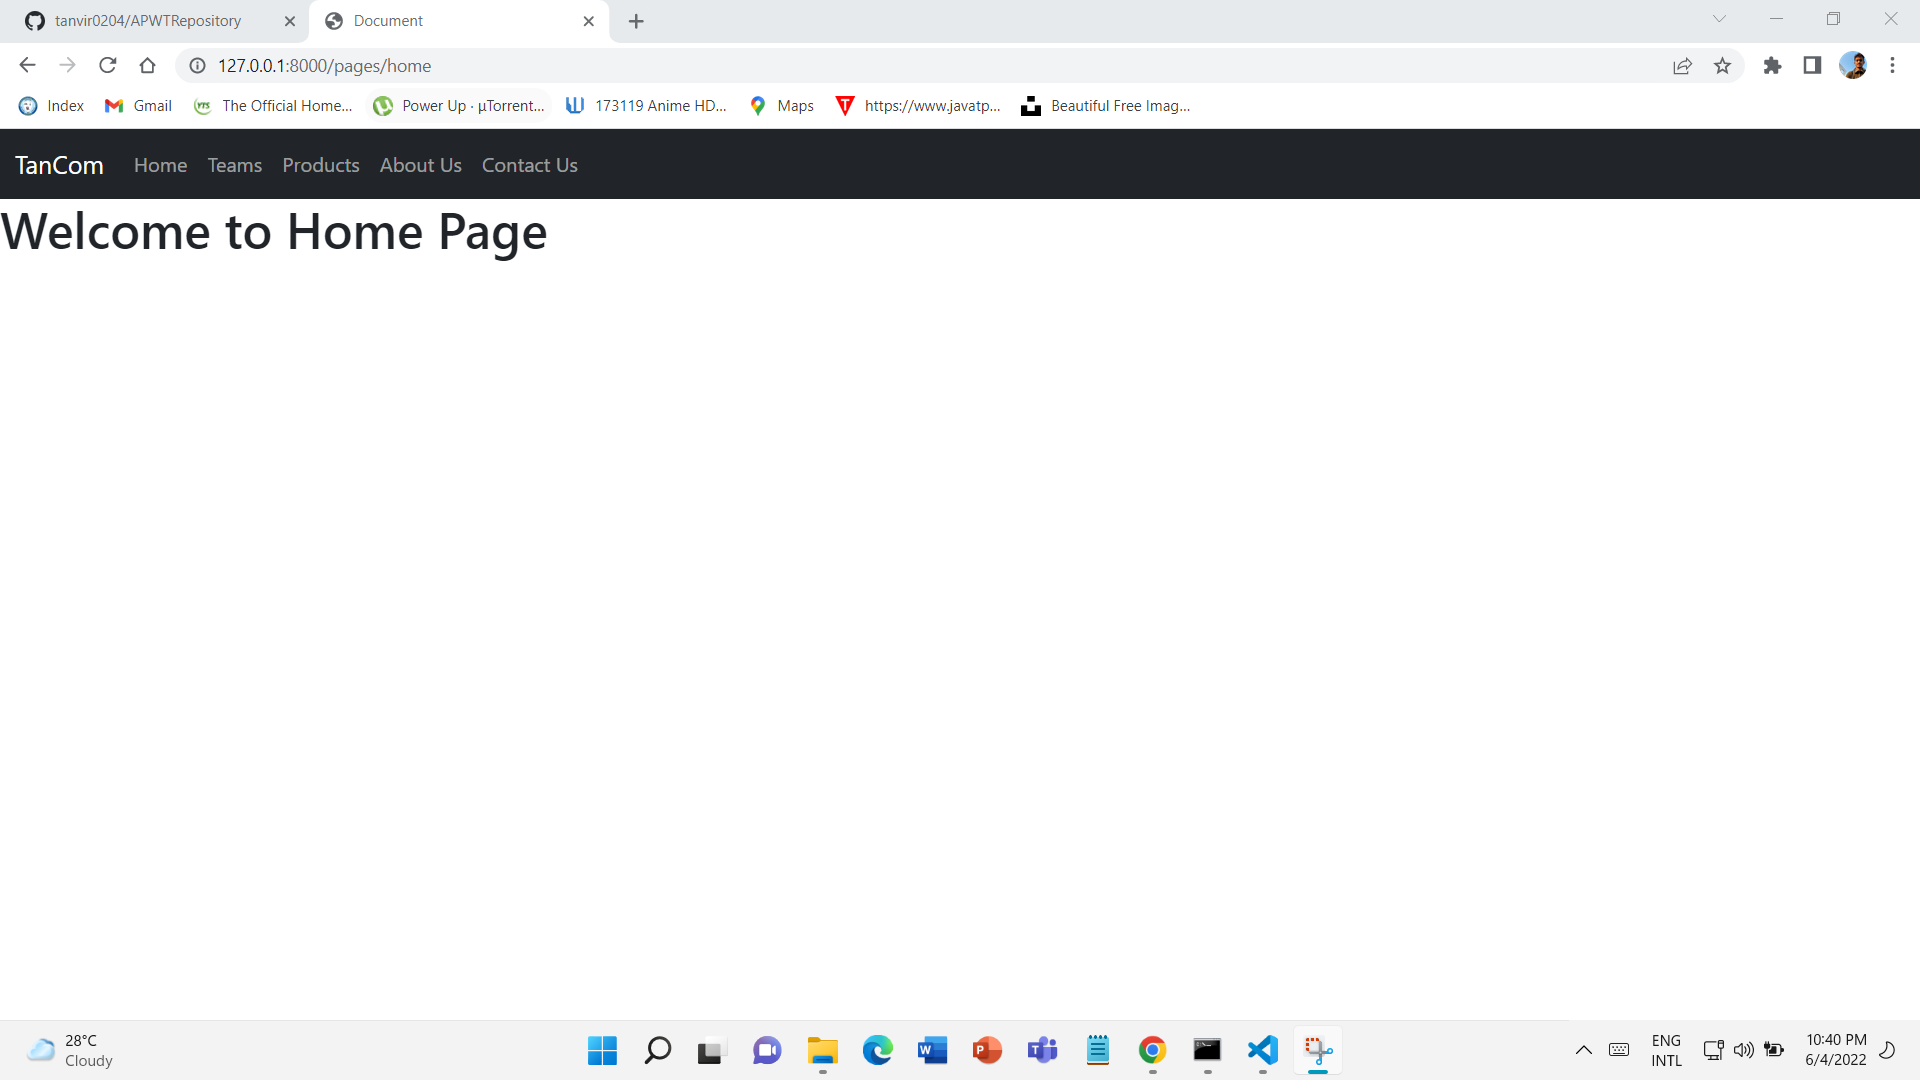 tanvir0204/APWTRepository
Document
127.0.0.1:8000/pages/home
Index Gmail The Official Home... Power Up · µTorrent... 173119 Anime HD... Maps https://www.javatp... Beautiful Free Imag...
TanCom Home Teams Products About Us Contact Us
Welcome to Home Page
28°C
Cloudy
ENG
INTL
10:40 PM
6/4/2022